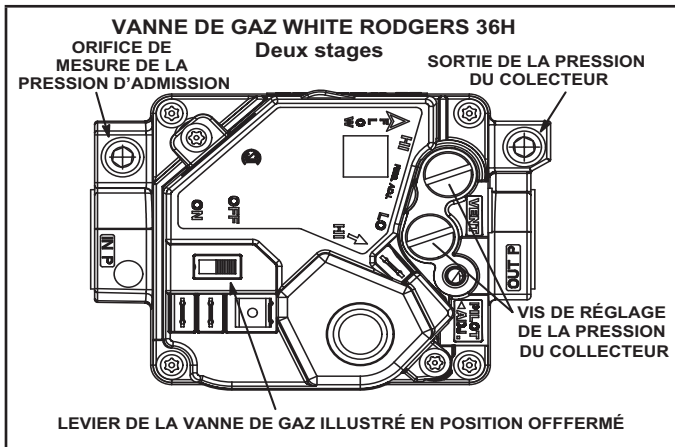 VANNE DE GAZ WHITE RODGERS 36H
Deux stages
ORIFICE DE
MESURE DE LA
PRESSION D'ADMISSION
SORTIE DE LA PRESSION
DU COLECTEUR
FLOW
HI
REG. ADJ.
LO
HI
OFF
ON
VENT
IN P
OUT P
PILOT
ADJ.
VIS DE RÉGLAGE
DE LA PRESSION
DU COLLECTEUR
LEVIER DE LA VANNE DE GAZ ILLUSTRÉ EN POSITION OFFFERMÉ